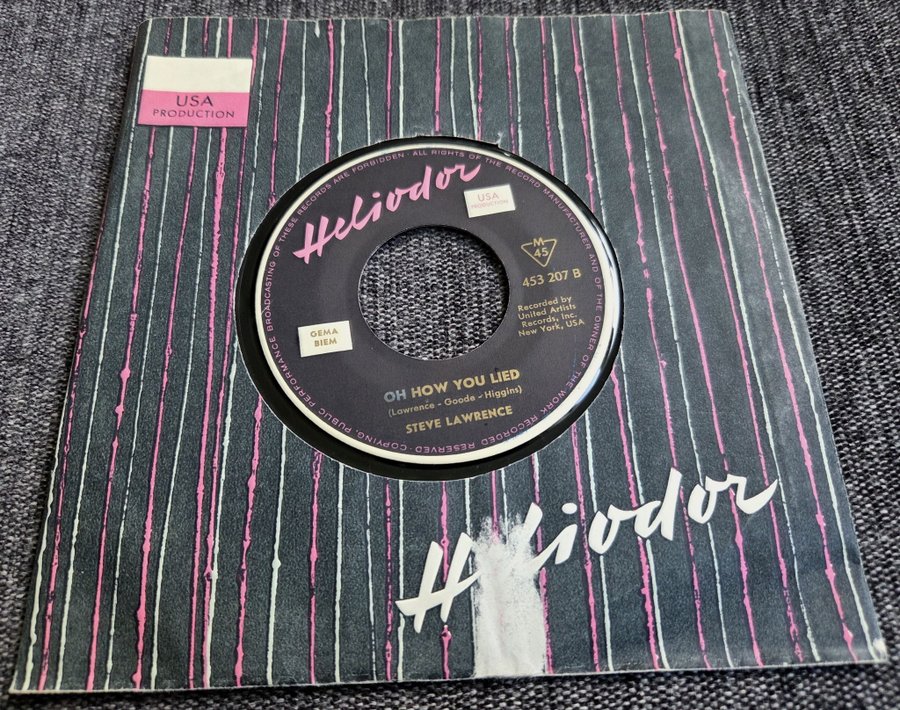 USA
PRODUCTION
COPYING, PUBLIC PERFORMANCE BROADCASTING OF THESE RECORDS ARE FORBIDDEN · ALL RIGHTS OF THE RECORD MANUFACTURER AND OF THE OWNER OF THE WORK RECORDED RESERVED ·
Heliodor
USA
PRODUCTION
M
45
453 207 B
Recorded by
United Artists
Records, Inc.
New York, USA
GEMA
BIEM
OH HOW YOU LIED
(Lawrence - Goode - Higgins)
STEVE LAWRENCE
Heliodor